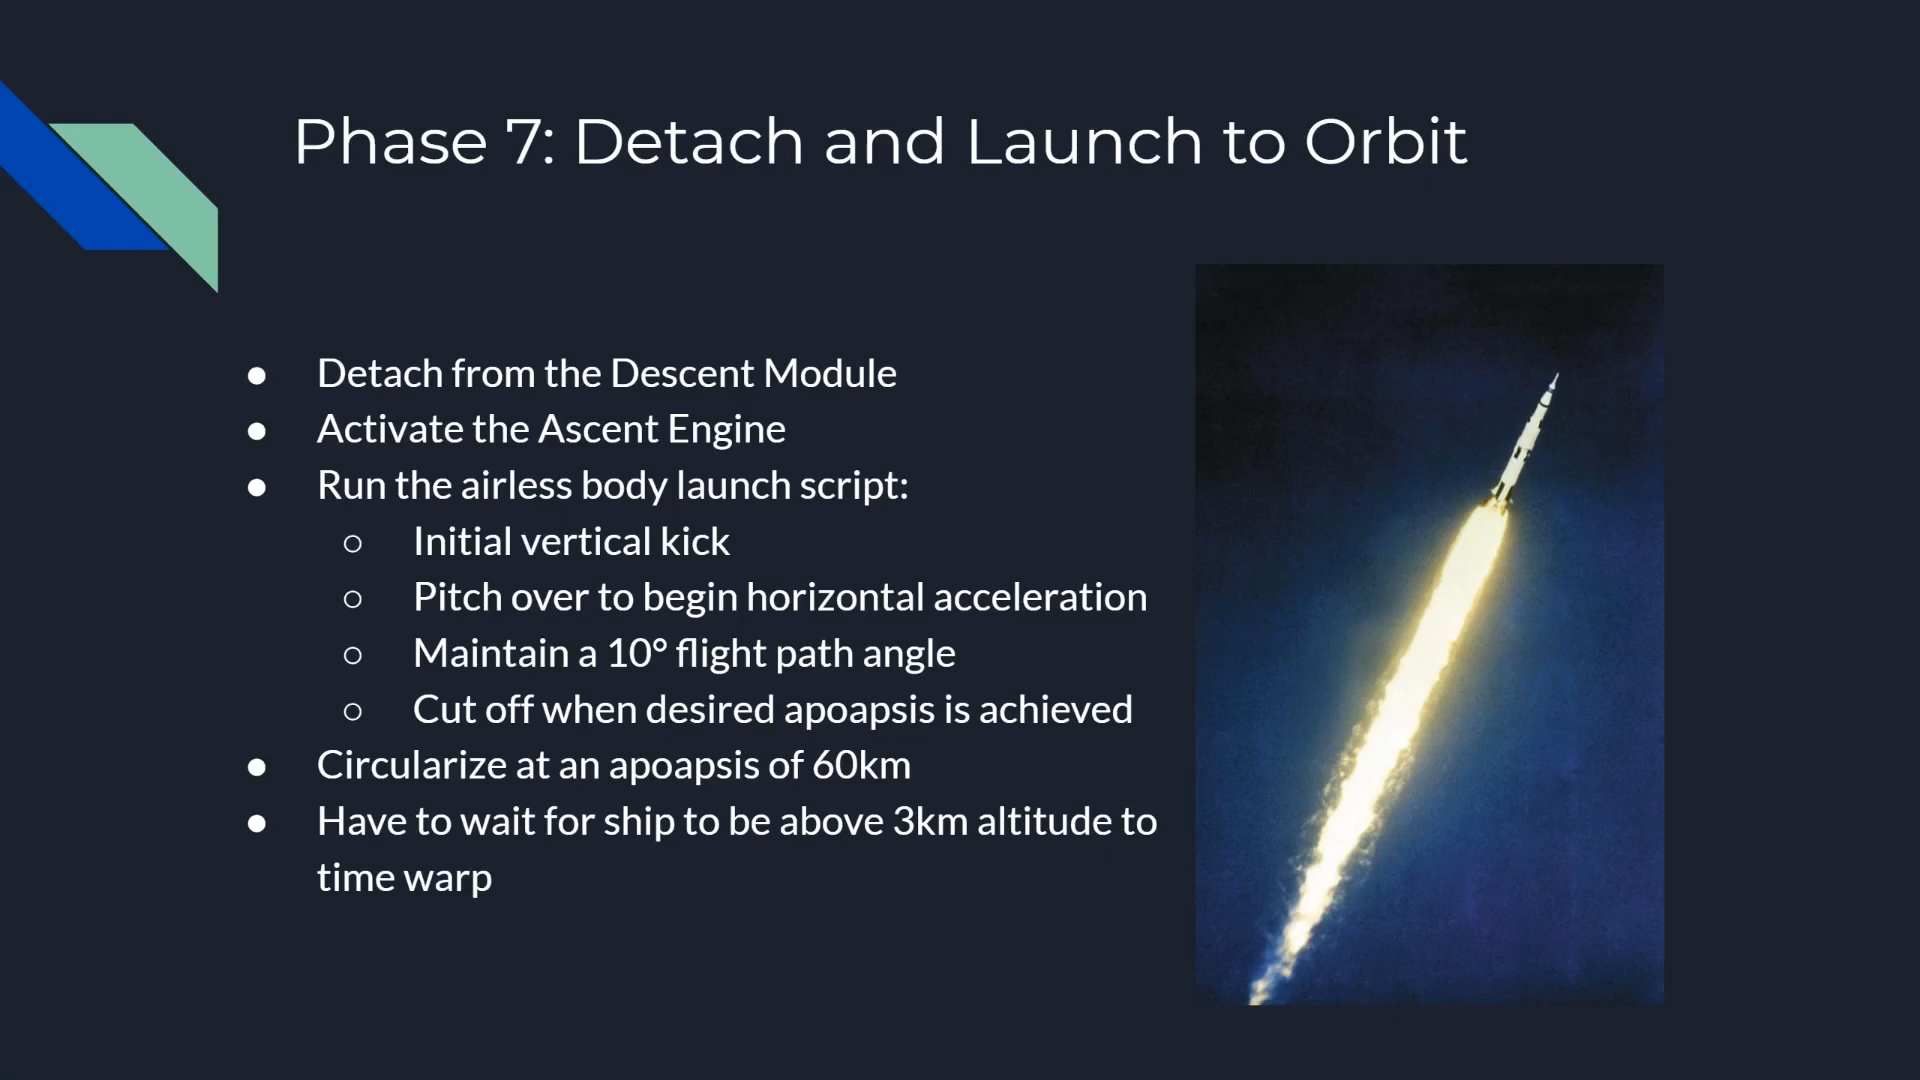 Phase 7: Detach and Launch to Orbit
● Detach from the Descent Module
● Activate the Ascent Engine
● Run the airless body launch script:
○ Initial vertical kick
○ Pitch over to begin horizontal acceleration
○ Maintain a 10° flight path angle
○ Cut off when desired apoapsis is achieved
● Circularize at an apoapsis of 60km
● Have to wait for ship to be above 3km altitude to
time warp